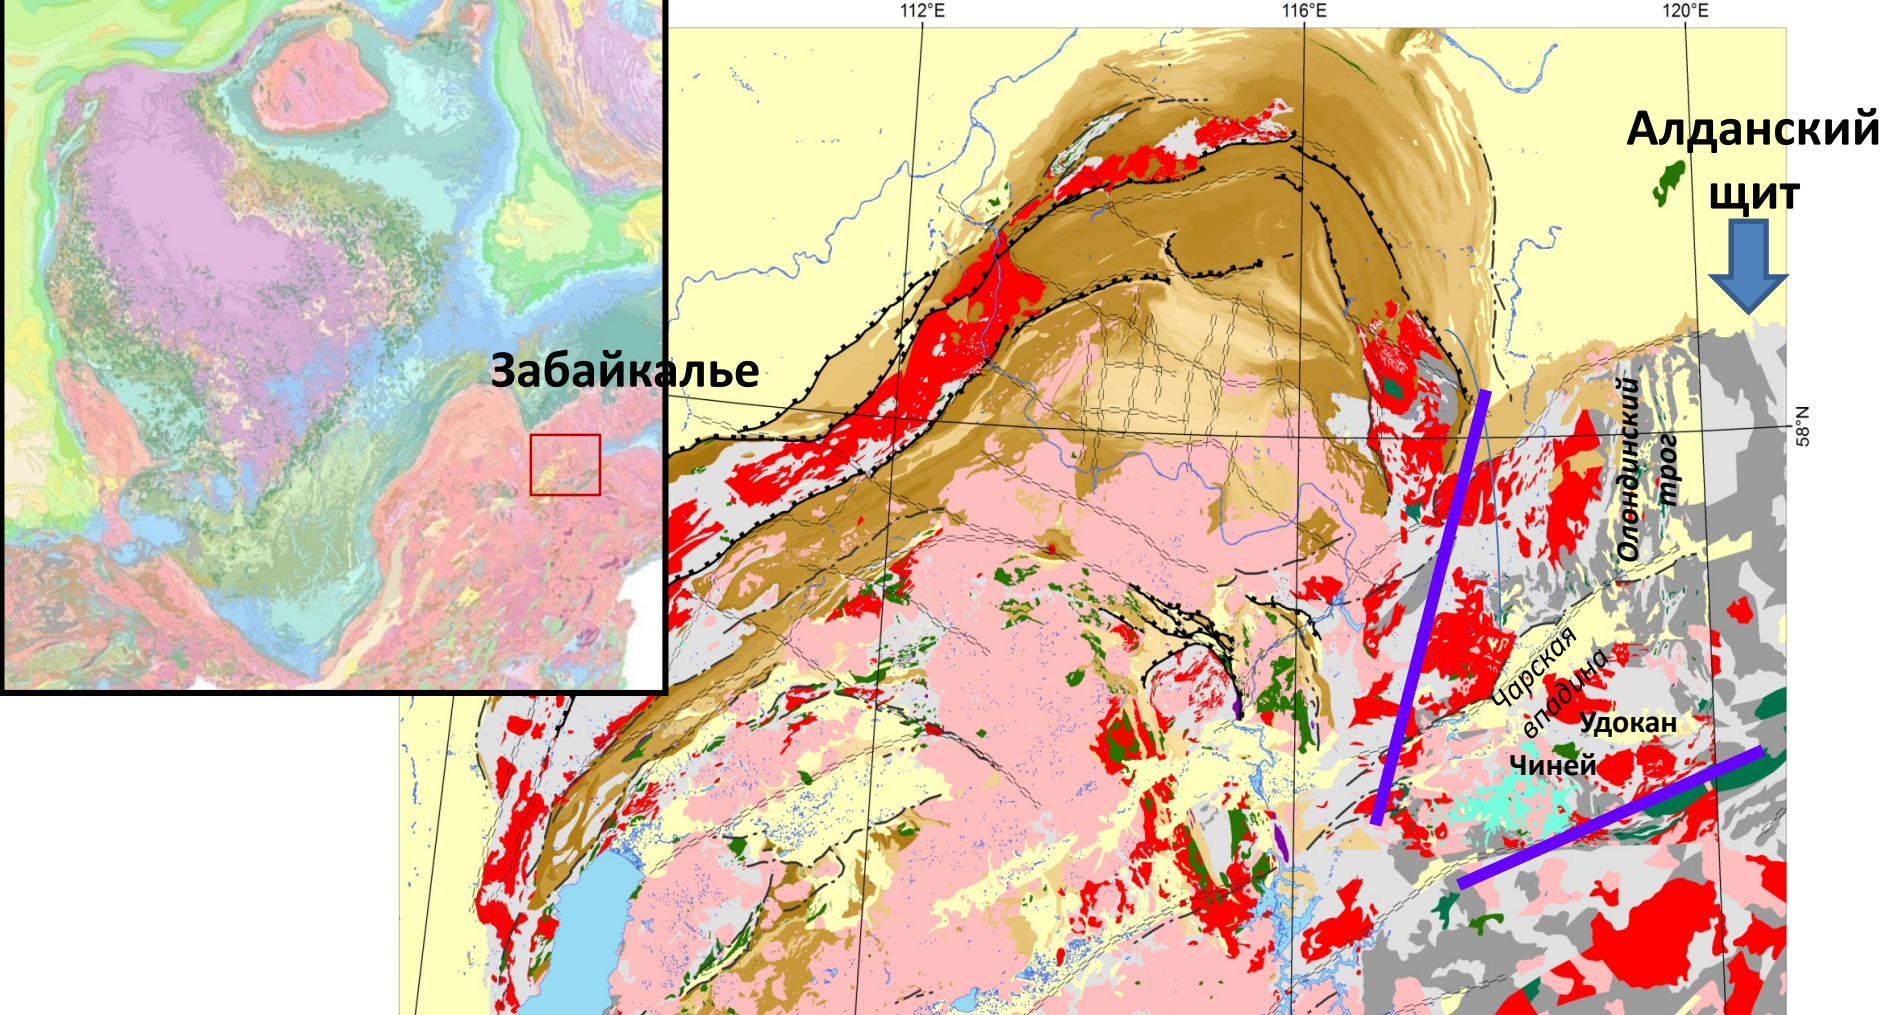 112°E
116°E
120°E
Алданский
щит
Забайкалье
58°N
Олондинский
трог
Чарская
впадина
Удокан
Чиней